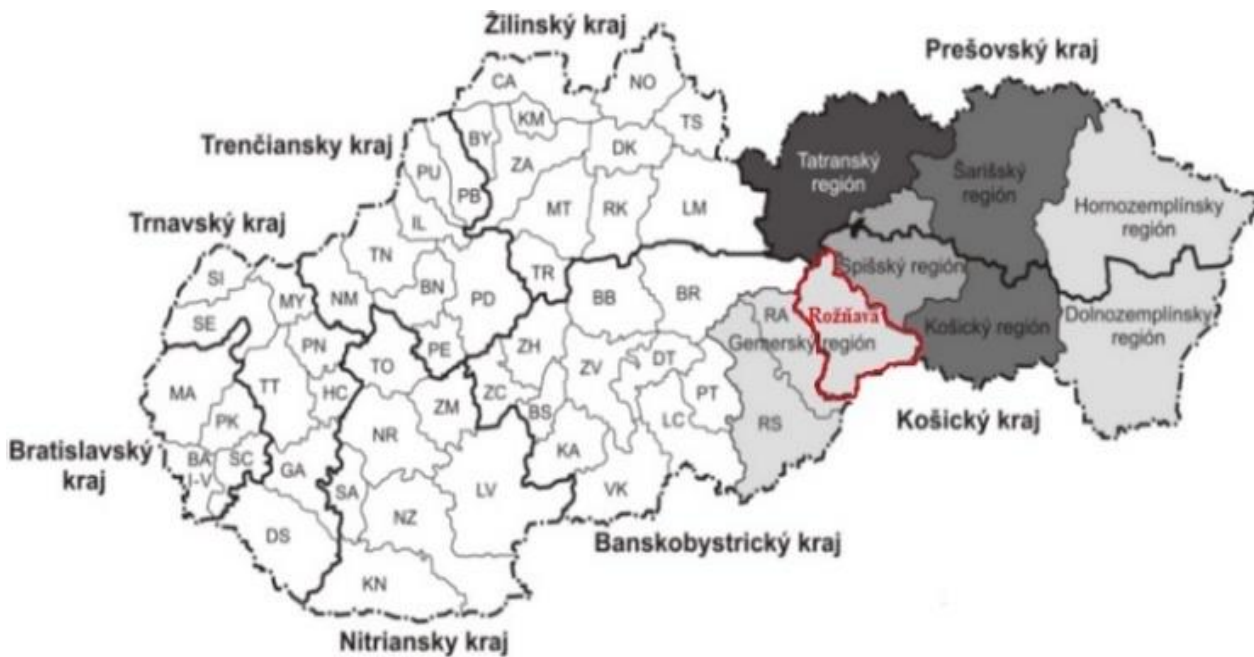 Žilinský kraj
Prešovský kraj
Trenčiansky kraj
Trnavský kraj
Bratislavský
kraj
Nitriansky kraj
Banskobystrický kraj
Košický kraj
CA
NO
KM
TS
BY
DK
ZA
PU
PB
MT
RK
LM
IL
TN
TR
SI
MY
NM
BN
PD
BB
BR
SE
PN
PE
ZH
TO
MA
TT
HC
ZM
ZC
ZV
DT
PT
PK
BS
LC
NR
KA
BA
I-V
SC
GA
SA
LV
VK
NZ
DS
KN
RA
RS
Tatranský
región
Šarišský
región
Hornozemplínsky
región
Spišský región
Rožňava
Gemerský región
Košický región
Dolnozemplínsky
región